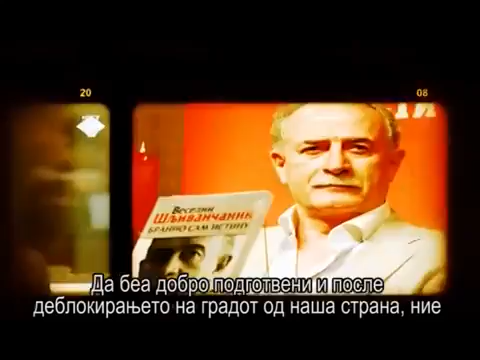 20
08
Веселин
Шљиванчанин
БРАНИО САМ ИСТИНУ
Да беа добро подготвени и после
деблокирањето на градот од наша страна, ние